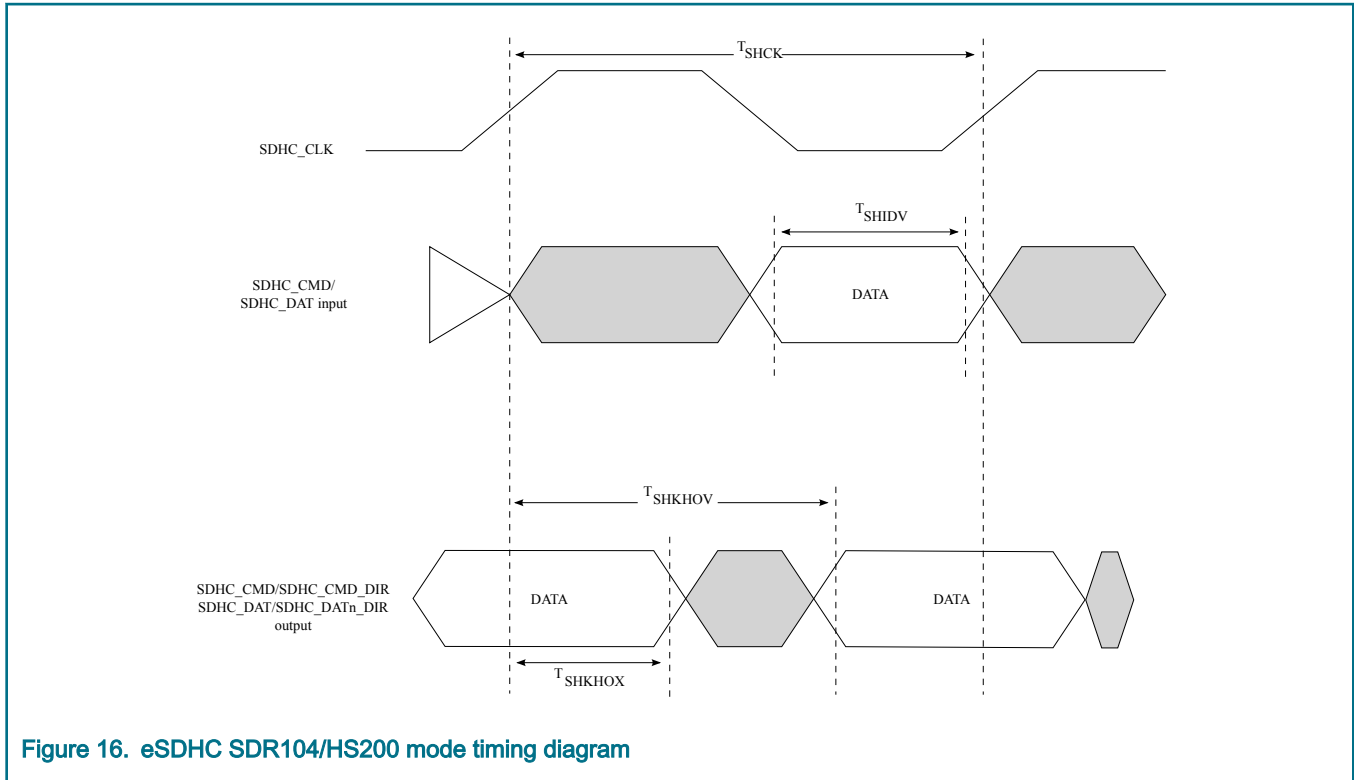 TSHCK
SDHC_CLK
TSHIDV
SDHC_CMD/
SDHC_DAT input
DATA
TSHKHOV
SDHC_CMD/SDHC_CMD_DIR
SDHC_DAT/SDHC_DATn_DIR
output
DATA
DATA
TSHKHOX
Figure 16. eSDHC SDR104/HS200 mode timing diagram